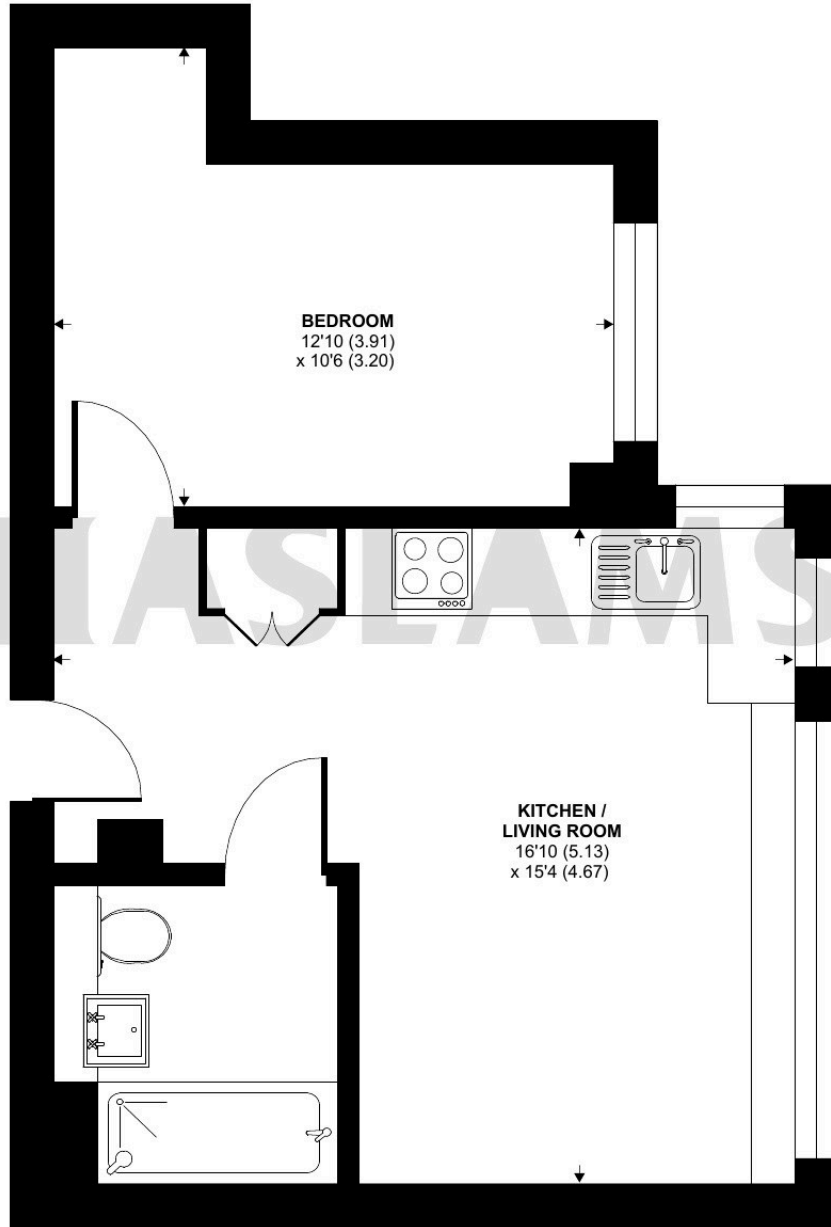 BEDROOM
12'10 (3.91)
x 10'6 (3.20)
HASLAMS
KITCHEN /
LIVING ROOM
16'10 (5.13)
x 15'4 (4.67)